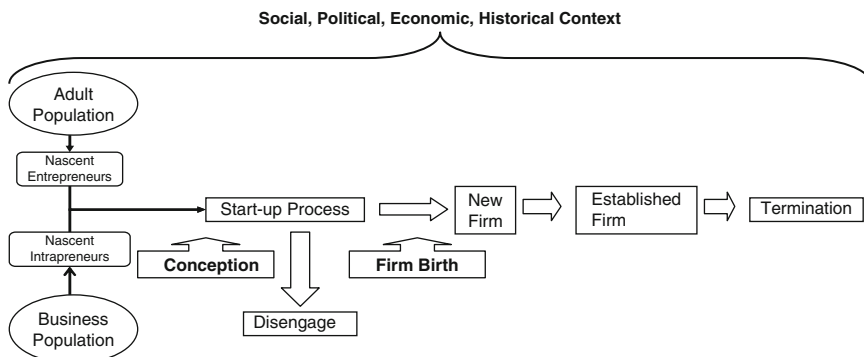 Social, Political, Economic, Historical Context
Adult
Population
Nascent
Entrepreneurs
Start-up Process
New
Firm
Established
Firm
Termination
Nascent
Intrapreneurs
Conception
Firm Birth
Business
Population
Disengage